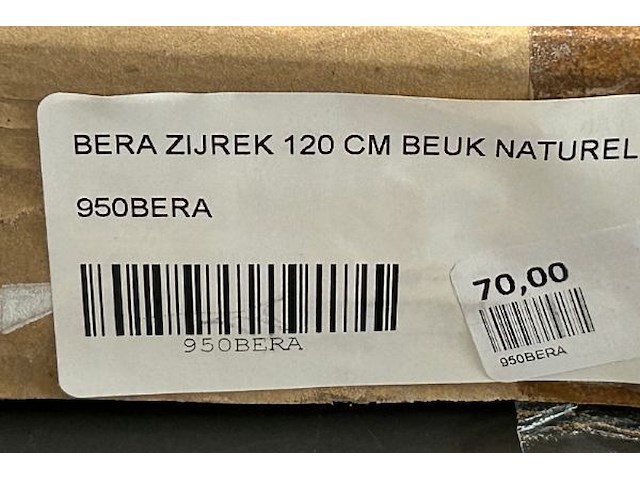 BERA ZIJREK 120 CM BEUK NATUREL
950BERA
950BERA
70,00
950BERA